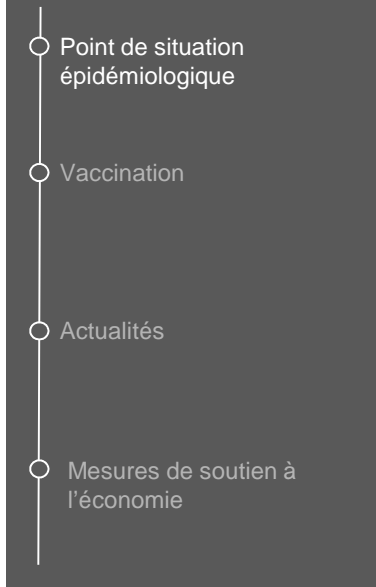 Point de situation
épidémiologique
Vaccination
Actualités
Mesures de soutien à
l’économie